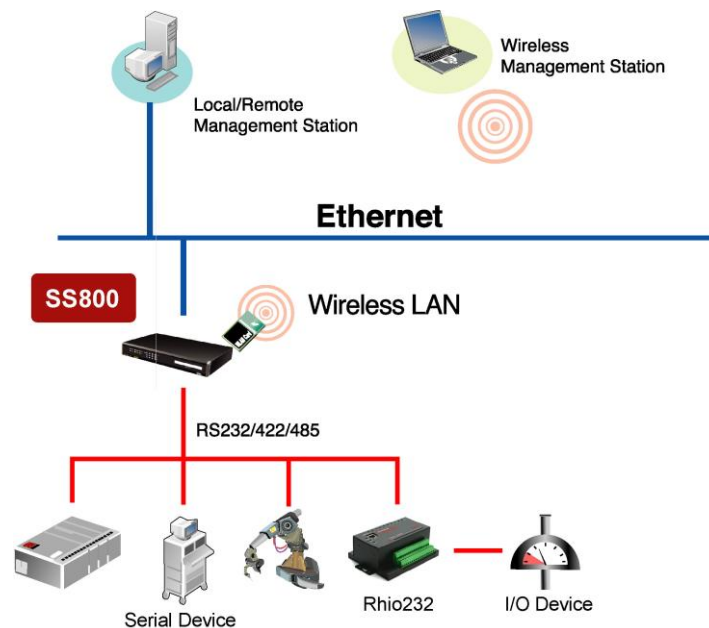 Local/Remote
Management Station
Wireless
Management Station
Ethernet
SS800
Wireless LAN
RS232/422/485
Serial Device
Rhio232
I/O Device